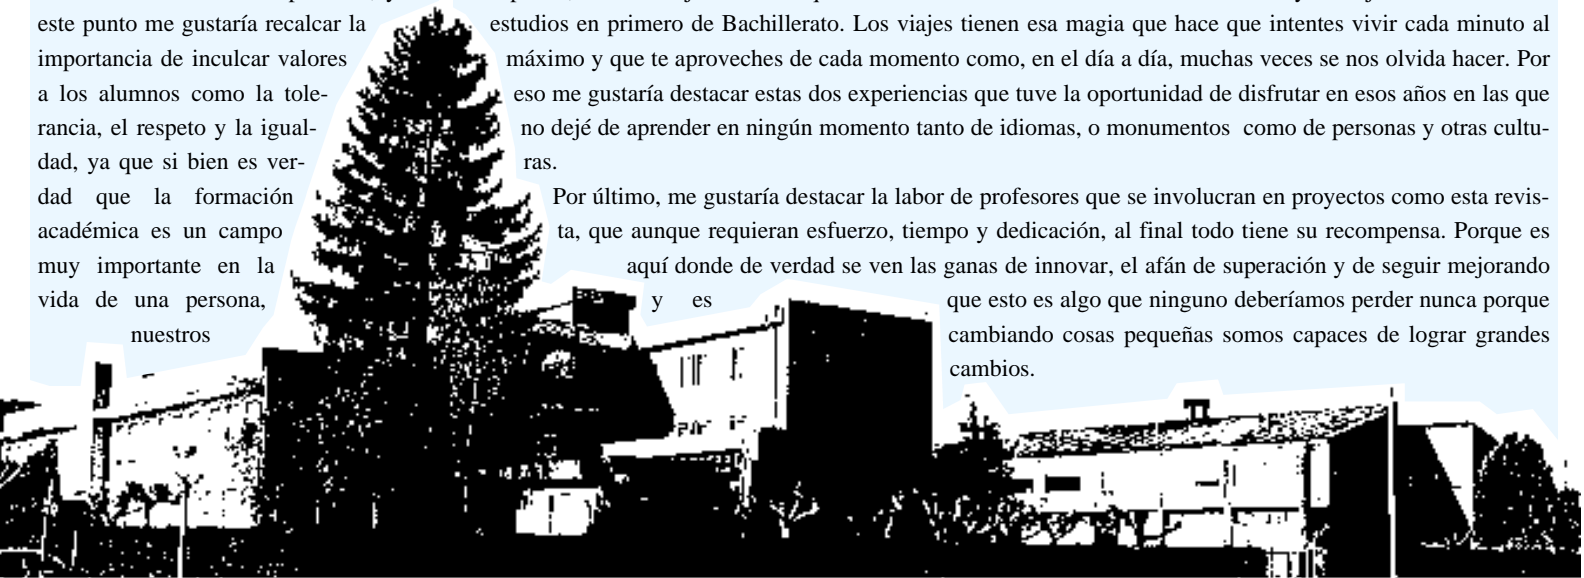 este punto me gustaría recalcar la
importancia de inculcar valores
a los alumnos como la tole-
rancia, el respeto y la igual-
dad, ya que si bien es ver-
dad que la formación
académica es un campo
muy importante en la
vida de una persona,
nuestros
estudios en primero de Bachillerato. Los viajes tienen esa magia que hace que intentes vivir cada minuto al
máximo y que te aproveches de cada momento como, en el día a día, muchas veces se nos olvida hacer. Por
eso me gustaría destacar estas dos experiencias que tuve la oportunidad de disfrutar en esos años en las que
no dejé de aprender en ningún momento tanto de idiomas, o monumentos como de personas y otras cultu-
ras.
Por último, me gustaría destacar la labor de profesores que se involucran en proyectos como esta revis-
ta, que aunque requieran esfuerzo, tiempo y dedicación, al final todo tiene su recompensa. Porque es
aquí donde de verdad se ven las ganas de innovar, el afán de superación y de seguir mejorando
y es que esto es algo que ninguno deberíamos perder nunca porque
cambiando cosas pequeñas somos capaces de lograr grandes
cambios.